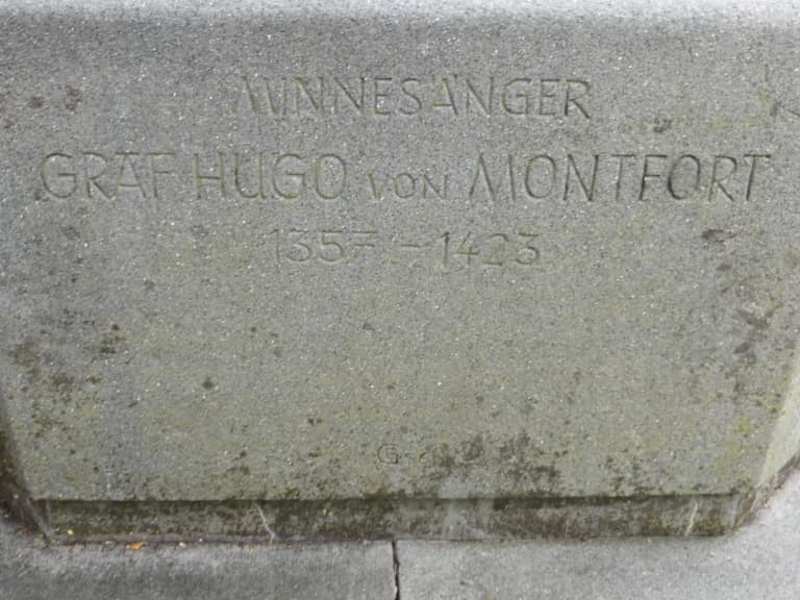 MINNESÄNGER
GRAF HUGO VON MONTFORT
1357 – 1423